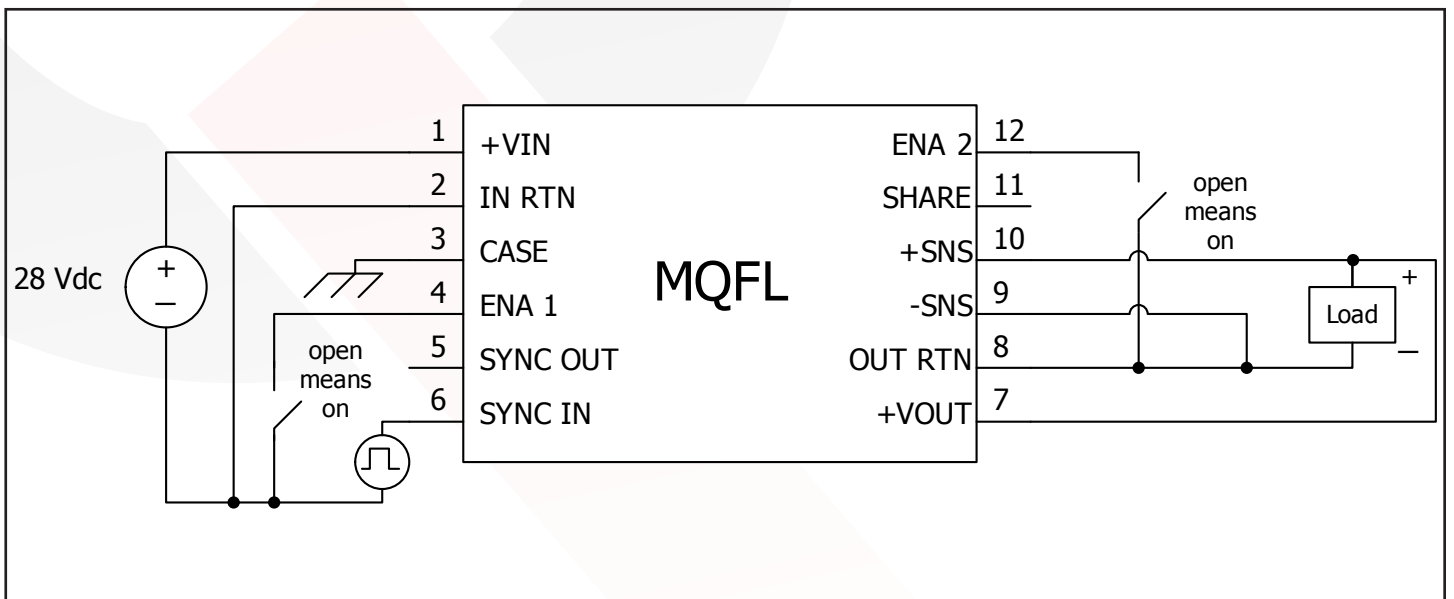 1
+VIN
2
IN RTN
3
CASE
4
ENA 1
5
SYNC OUT
6
SYNC IN
28 Vdc
+
–
open
means
on
MQFL
ENA 2
12
SHARE
11
+SNS
10
-SNS
9
OUT RTN
8
+VOUT
7
open
means
on
Load
+
–